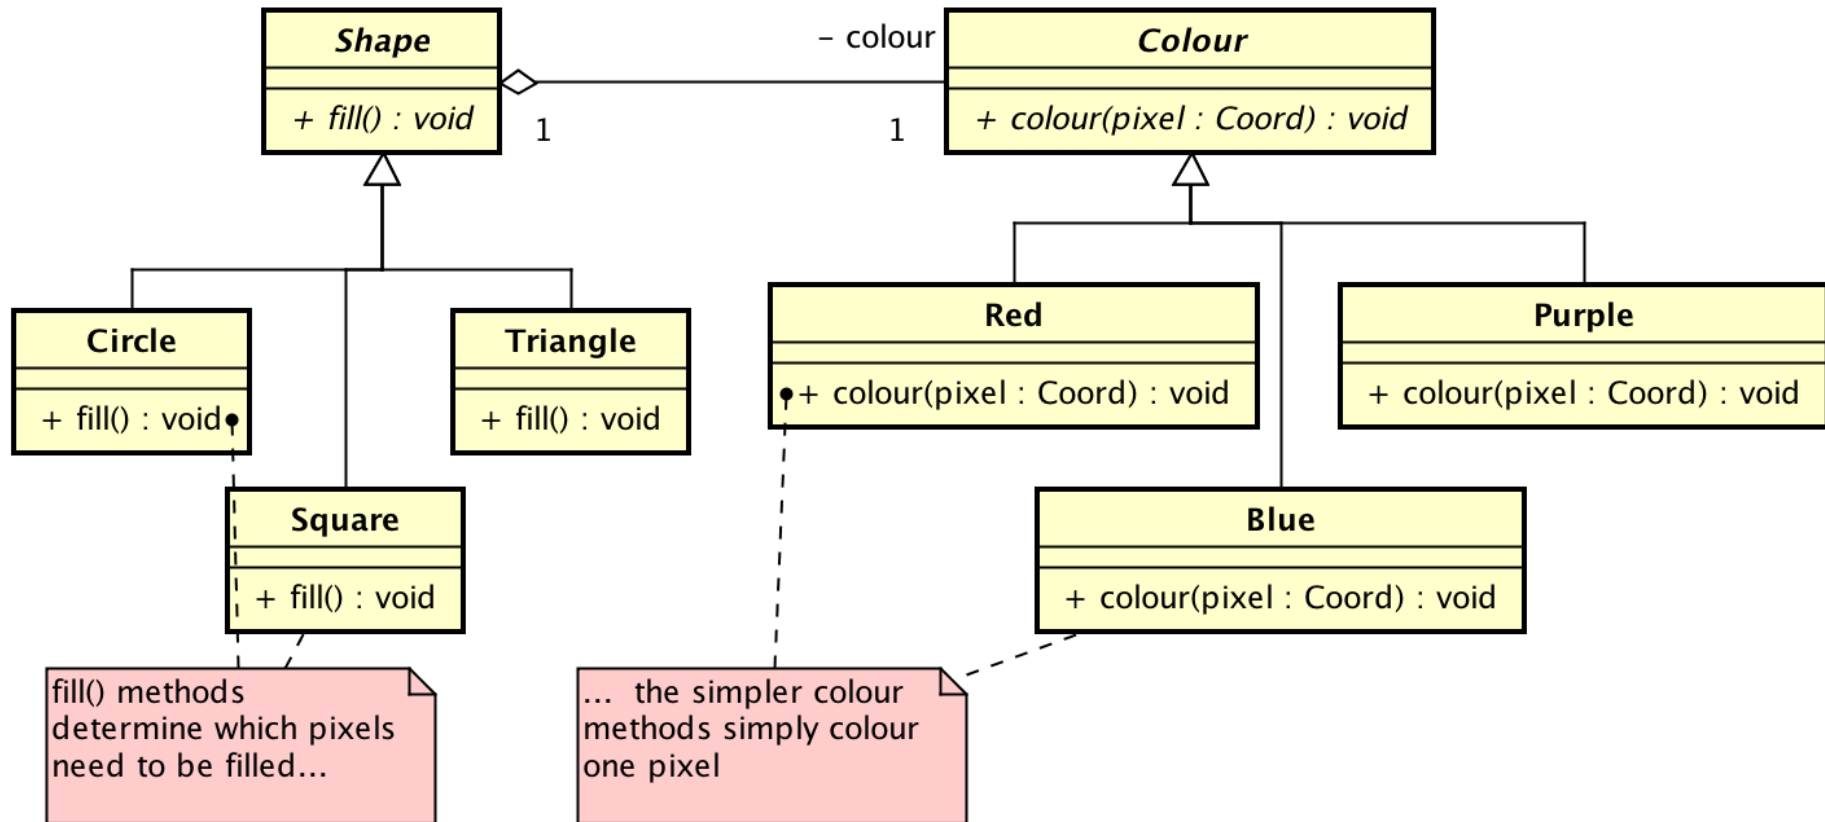 Shape
+ fill() : void
– colour
1
1
Colour
+ colour(pixel : Coord) : void
Circle
+ fill() : void
Triangle
+ fill() : void
Square
+ fill() : void
Red
+ colour(pixel : Coord) : void
Purple
+ colour(pixel : Coord) : void
Blue
+ colour(pixel : Coord) : void
fill() methods
determine which pixels
need to be filled...
... the simpler colour
methods simply colour
one pixel